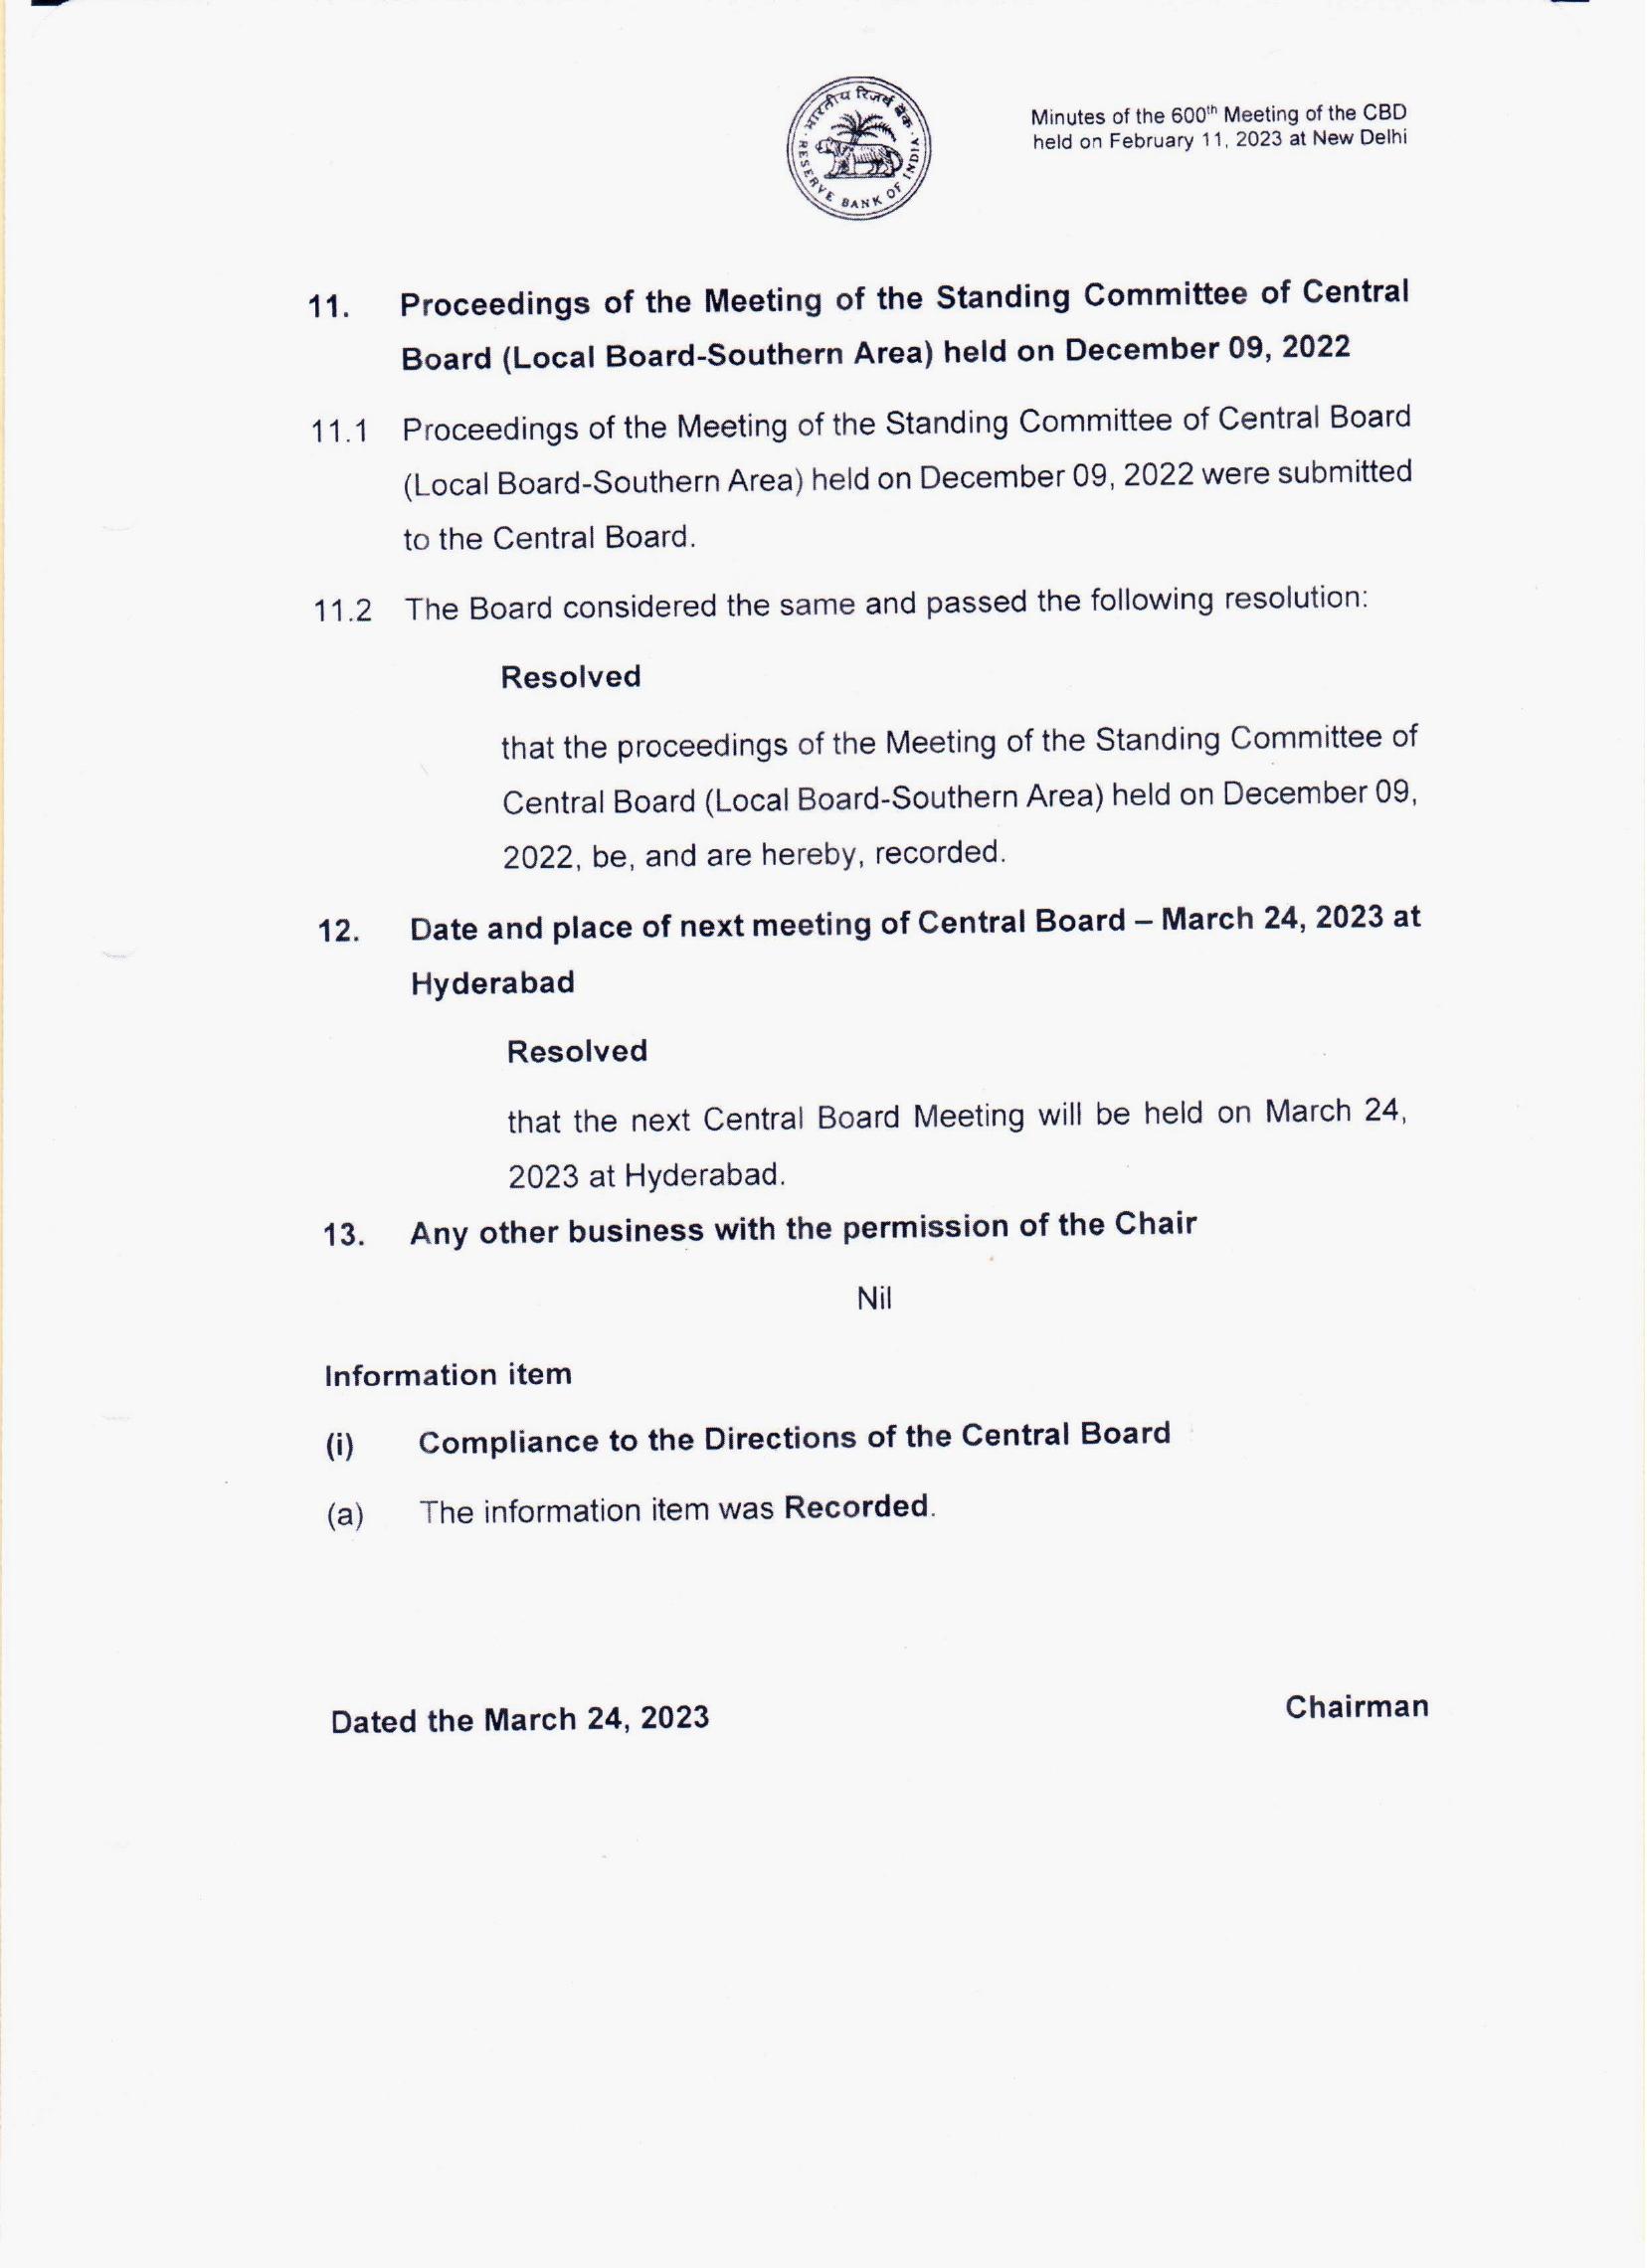 भारतीय रिज़र्व बैंक
RESERVE BANK OF INDIA
Minutes of the 600th Meeting of the CBD
held on February 11, 2023 at New Delhi
11. Proceedings of the Meeting of the Standing Committee of Central
Board (Local Board-Southern Area) held on December 09, 2022
11.1 Proceedings of the Meeting of the Standing Committee of Central Board
(Local Board-Southern Area) held on December 09, 2022 were submitted
to the Central Board.
11.2 The Board considered the same and passed the following resolution:
Resolved
that the proceedings of the Meeting of the Standing Committee of
Central Board (Local Board-Southern Area) held on December 09,
2022, be, and are hereby, recorded.
12. Date and place of next meeting of Central Board – March 24, 2023 at
Hyderabad
Resolved
that the next Central Board Meeting will be held on March 24,
2023 at Hyderabad.
13. Any other business with the permission of the Chair
Nil
Information item
(i) Compliance to the Directions of the Central Board
(a) The information item was Recorded.
Dated the March 24, 2023 Chairman